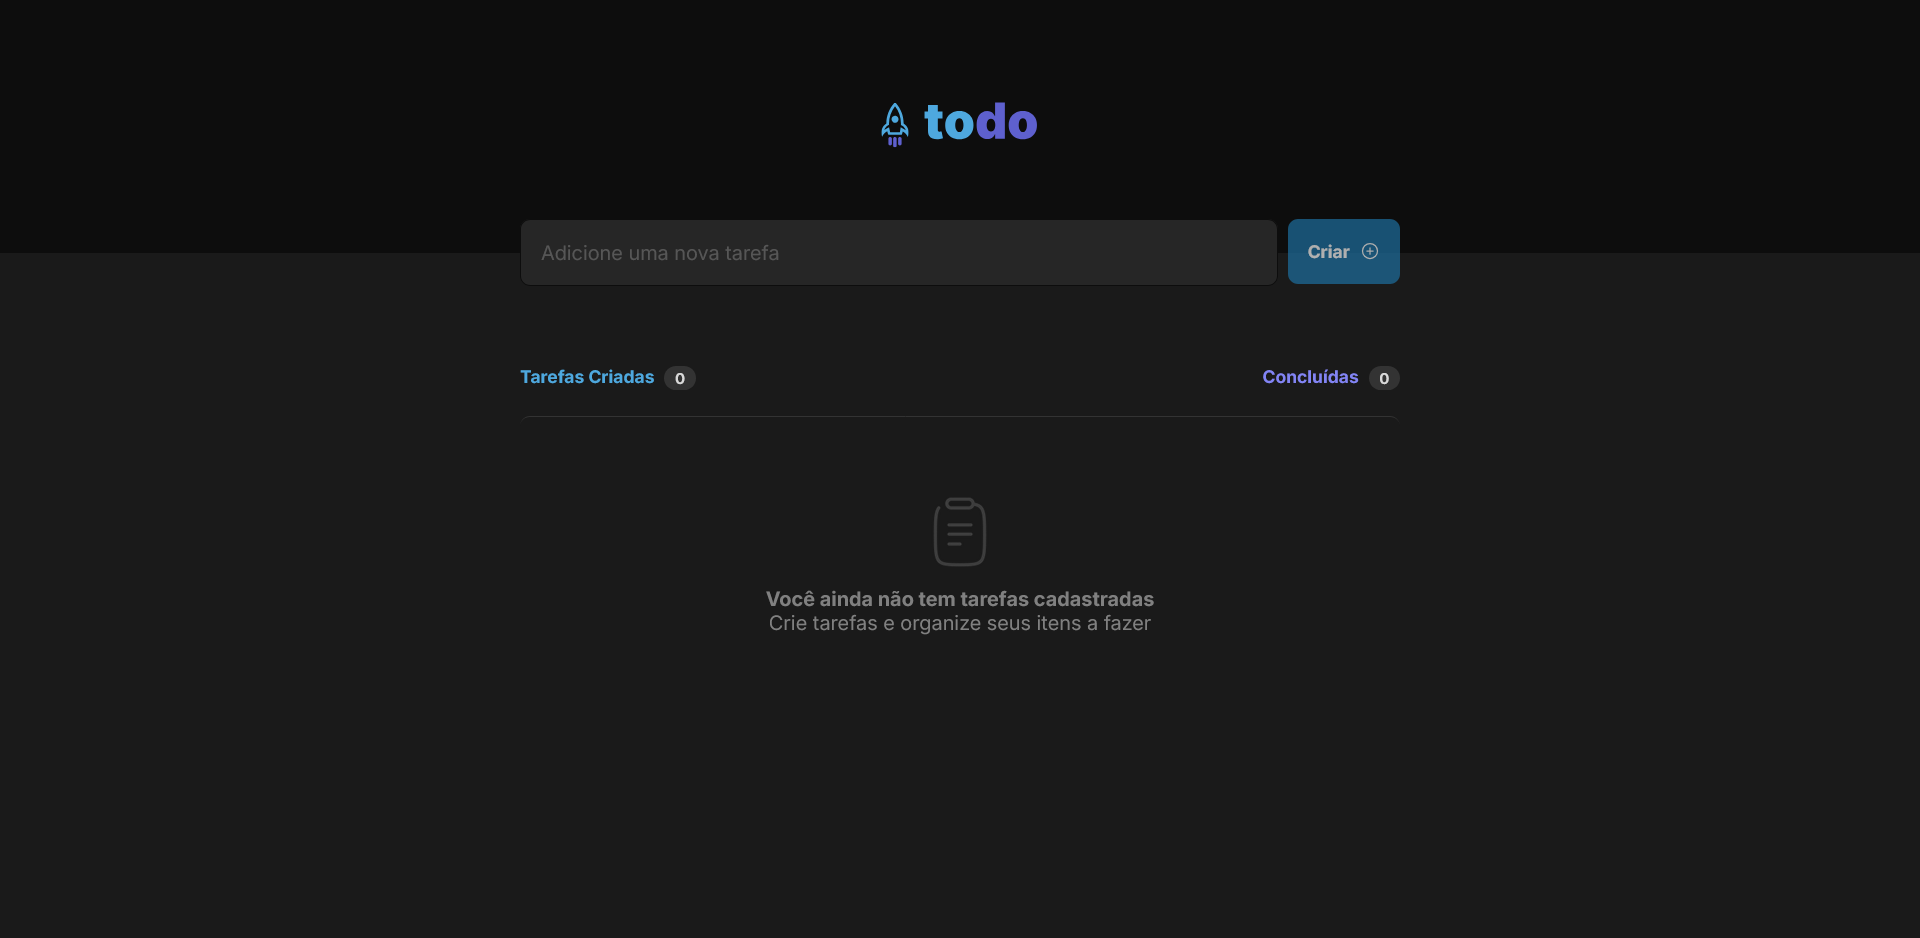 todo
Adicione uma nova tarefa
Criar
Tarefas Criadas 0
Concluídas 0
Você ainda não tem tarefas cadastradas
Crie tarefas e organize seus itens a fazer